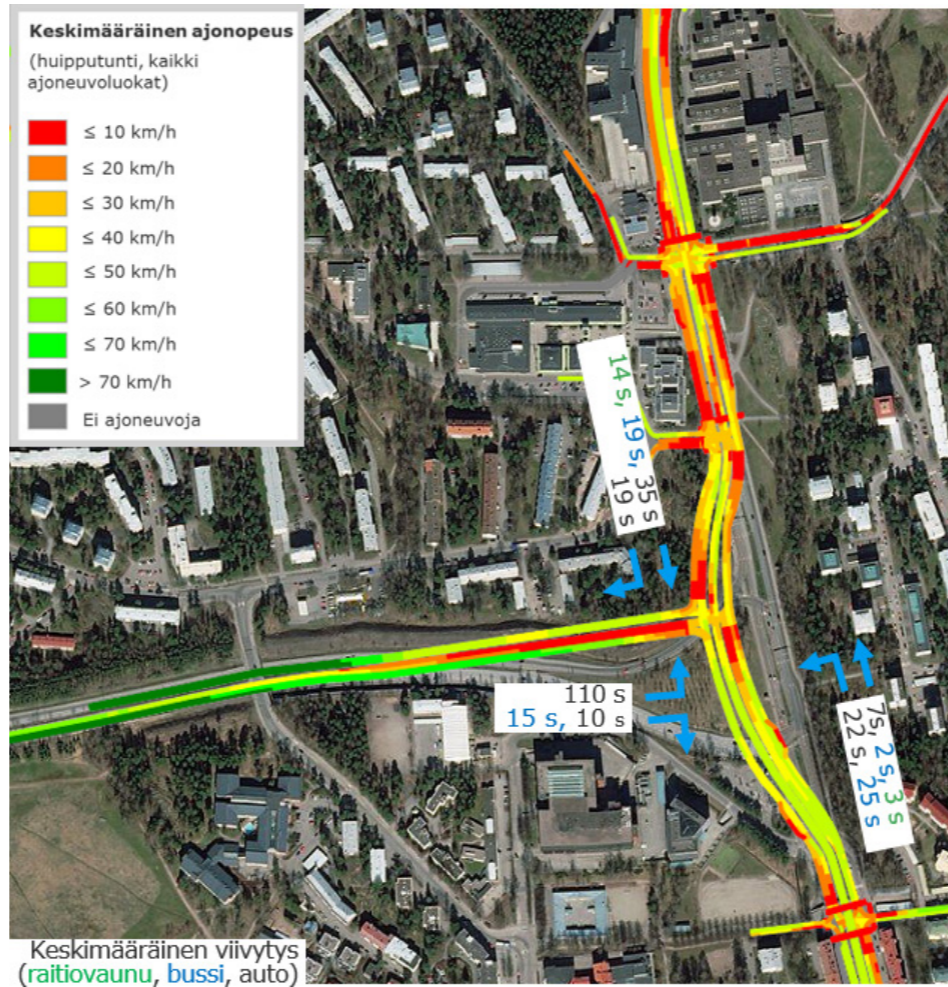 Keskimääräinen ajonopeus
(huipputunti, kaikki
ajoneuvoluokat)
≤ 10 km/h
≤ 20 km/h
≤ 30 km/h
≤ 40 km/h
≤ 50 km/h
≤ 60 km/h
≤ 70 km/h
> 70 km/h
Ei ajoneuvoja
14 s, 19 s, 35 s
19 s
110 s
15 s, 10 s
7s, 2 s, 3 s
22 s, 25 s
Keskimääräinen viivytys
(raitiovaunu, bussi, auto)